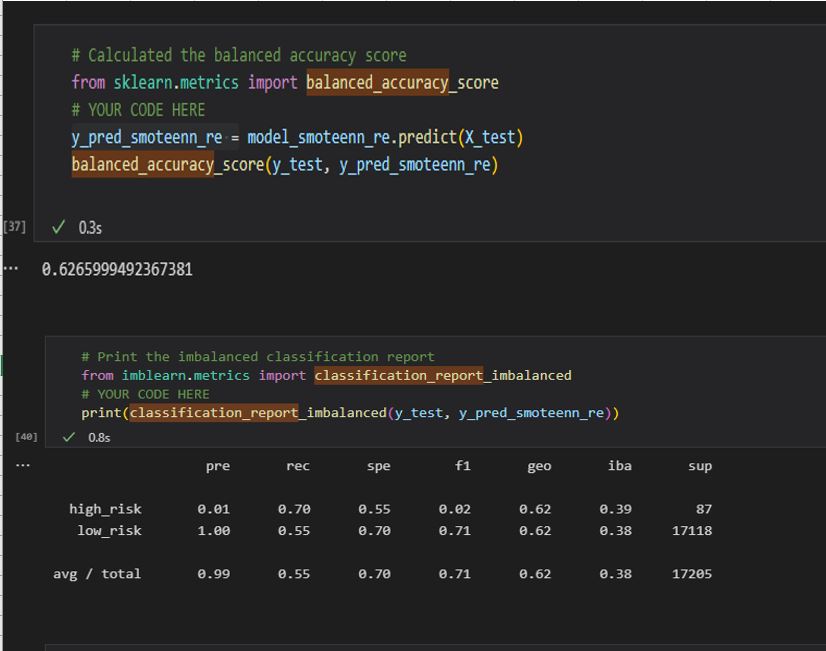 # Calculated the balanced accuracy score
from sklearn.metrics import balanced_accuracy_score
# YOUR CODE HERE
y_pred_smoteenn_re = model_smoteenn_re.predict(X_test)
balanced_accuracy_score(y_test, y_pred_smoteenn_re)
[37] ✓ 0.3s
... 0.6265999492367381
# Print the imbalanced classification report
from imblearn.metrics import classification_report_imbalanced
# YOUR CODE HERE
print(classification_report_imbalanced(y_test, y_pred_smoteenn_re))
[40] ✓ 0.8s
... pre rec spe f1 geo iba sup
high_risk 0.01 0.70 0.55 0.02 0.62 0.39 87
low_risk 1.00 0.55 0.70 0.71 0.62 0.38 17118
avg / total 0.99 0.55 0.70 0.71 0.62 0.38 17205